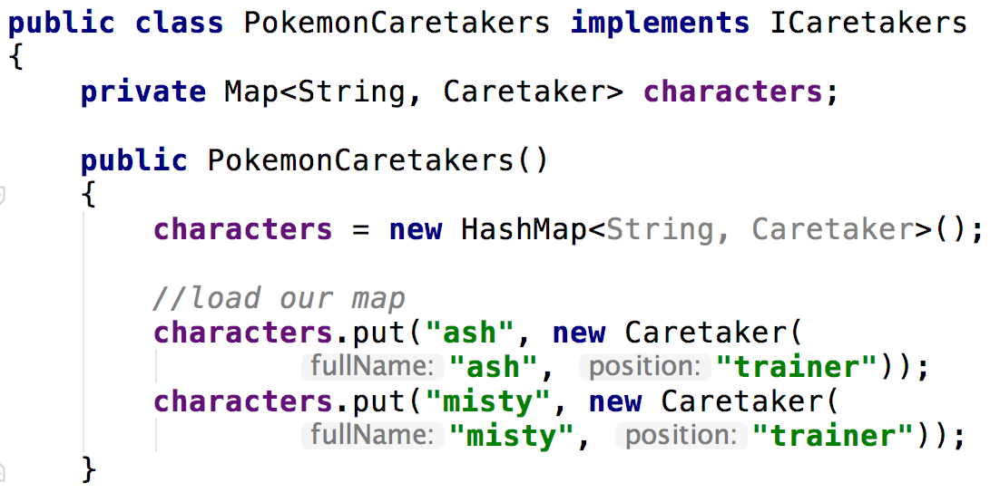 public class PokemonCaretakers implements ICaretakers
{
    private Map<String, Caretaker> characters;

    public PokemonCaretakers()
    {
        characters = new HashMap<String, Caretaker>();

        //load our map
        characters.put("ash", new Caretaker(
                fullName: "ash", position: "trainer"));
        characters.put("misty", new Caretaker(
                fullName: "misty", position: "trainer"));
    }